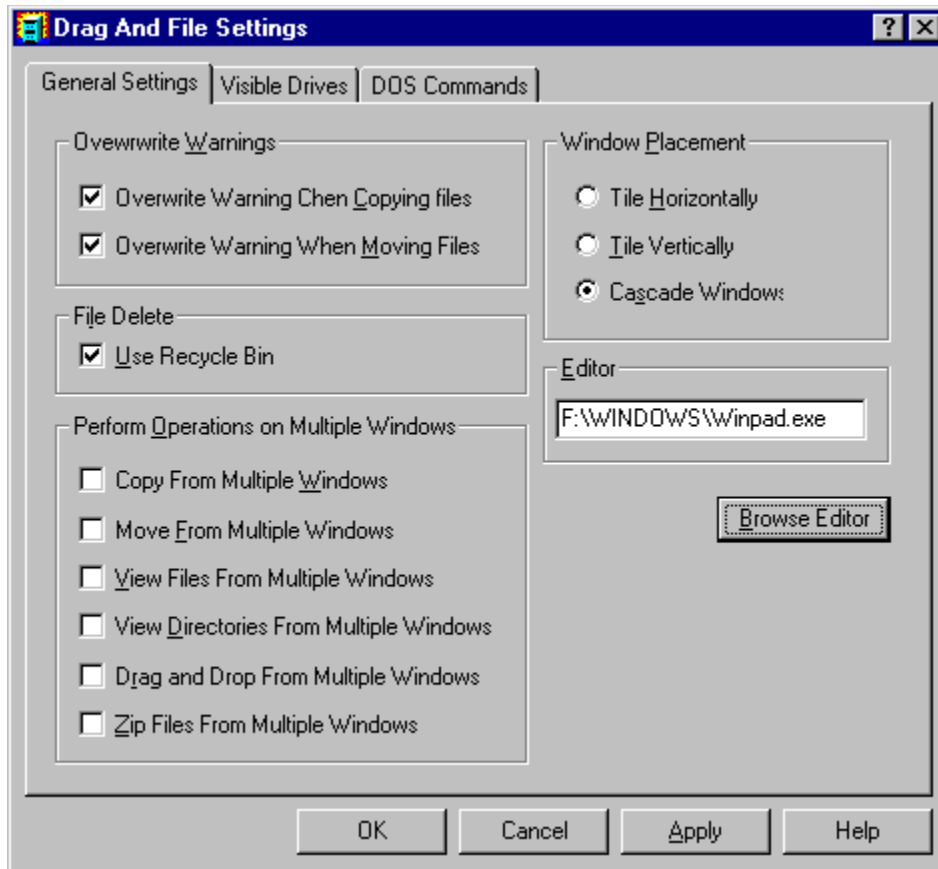 Drag And File Settings
General Settings
Visible Drives
DOS Commands
Ovewrwrite Warnings
Overwrite Warning Chen Copying files
Overwrite Warning When Moving Files
File Delete
Use Recycle Bin
Perform Operations on Multiple Windows
Copy From Multiple Windows
Move From Multiple Windows
View Files From Multiple Windows
View Directories From Multiple Windows
Drag and Drop From Multiple Windows
Zip Files From Multiple Windows
Window Placement
Tile Horizontally
Tile Vertically
Cascade Windows
Editor
F:\WINDOWS\Winpad.exe
Browse Editor
OK
Cancel
Apply
Help